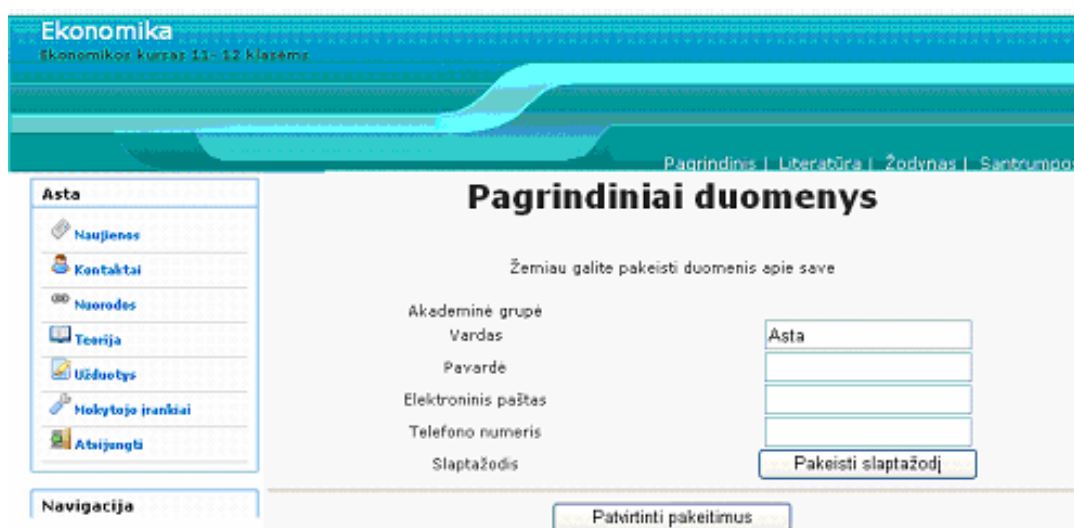 Ekonomika
Ekonomikos kursas 11- 12 klasėms
Pagrindinis | Literatūra | Žodynas | Santrumpos
Asta
Naujienos
Kontaktai
Nuorodos
Teorija
Užduotys
Mokytojo įrankiai
Atsijungti
Navigacija
Pagrindiniai duomenys
Žemiau galite pakeisti duomenis apie save
Akademinė grupė
Vardas Asta
Pavardė
Elektroninis paštas
Telefono numeris
Slaptažodis Pakeisti slaptažodį
Patvirtinti pakeitimus